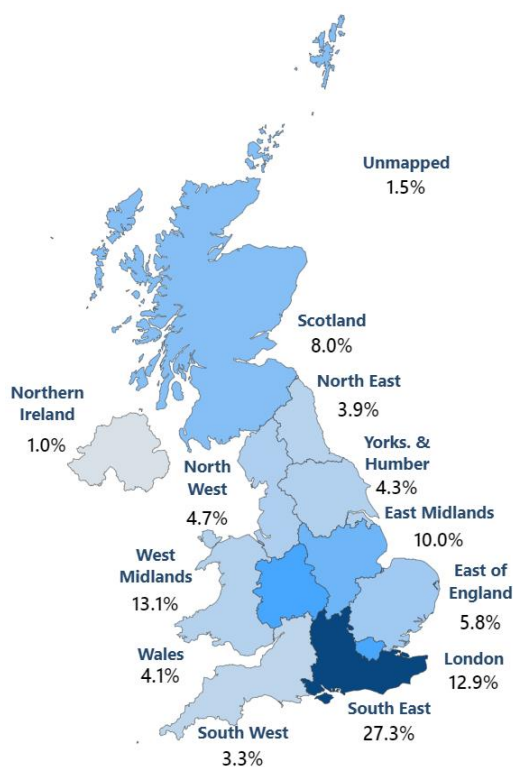 Unmapped
1.5%
Scotland
8.0%
North East
3.9%
Northern
Ireland
1.0%
Yorks. &
Humber
4.3%
North
West
4.7%
East Midlands
10.0%
West
Midlands
13.1%
East of
England
5.8%
Wales
4.1%
London
12.9%
South East
27.3%
South West
3.3%